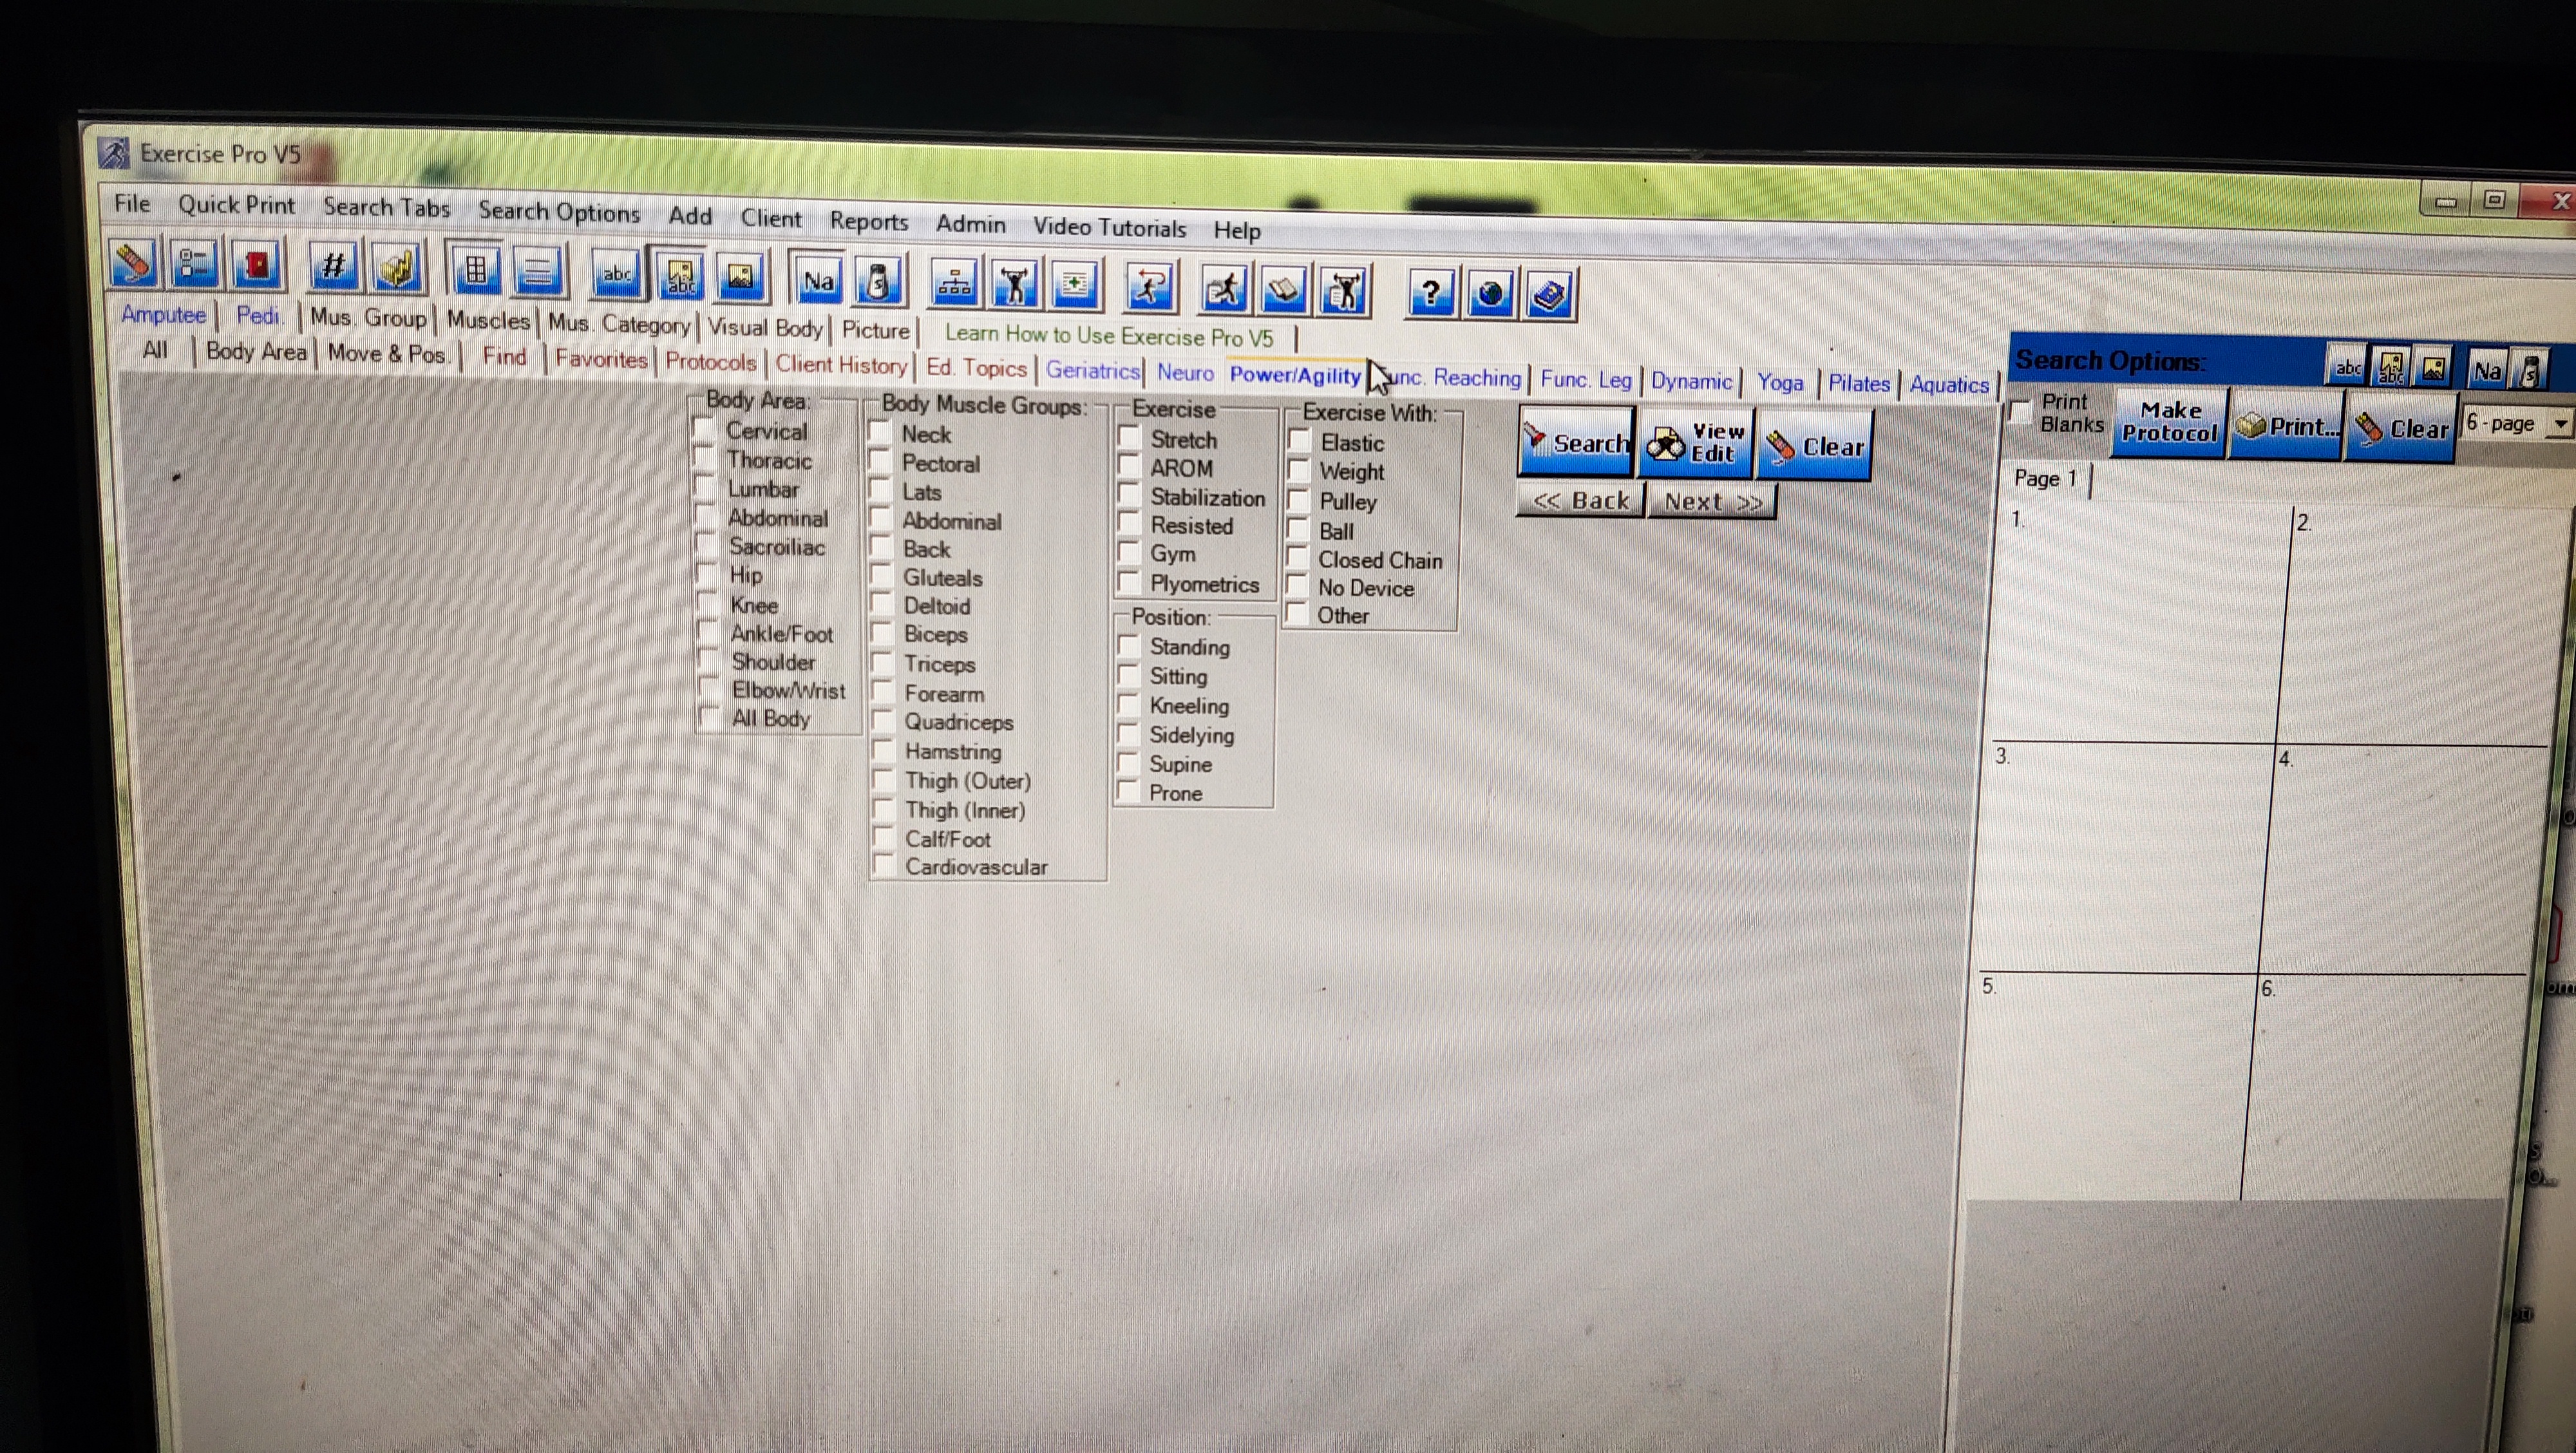 Exercise Pro V5
File Quick Print Search Tabs Search Options Add Client Reports Admin Video Tutorials Help
# abc abc Na S ?
Amputee Pedi. Mus. Group Muscles Mus. Category Visual Body Picture Learn How to Use Exercise Pro V5
All Body Area Move & Pos. Find Favorites Protocols Client History Ed. Topics Geriatrics Neuro Power/Agility unc. Reaching Func. Leg Dynamic Yoga Pilates Aquatics
Body Area:
Cervical
Thoracic
Lumbar
Abdominal
Sacroiliac
Hip
Knee
Ankle/Foot
Shoulder
Elbow/Wrist
All Body
Body Muscle Groups:
Neck
Pectoral
Lats
Abdominal
Back
Gluteals
Deltoid
Biceps
Triceps
Forearm
Quadriceps
Hamstring
Thigh (Outer)
Thigh (Inner)
Calf/Foot
Cardiovascular
Exercise
Stretch
AROM
Stabilization
Resisted
Gym
Plyometrics
Position:
Standing
Sitting
Kneeling
Sidelying
Supine
Prone
Exercise With:
Elastic
Weight
Pulley
Ball
Closed Chain
No Device
Other
Search View Edit Clear
<< Back Next >>
Search Options: abc abc Na S
Print Blanks Make Protocol Print... Clear 6 - page
Page 1
1. 2.
3. 4.
5. 6.